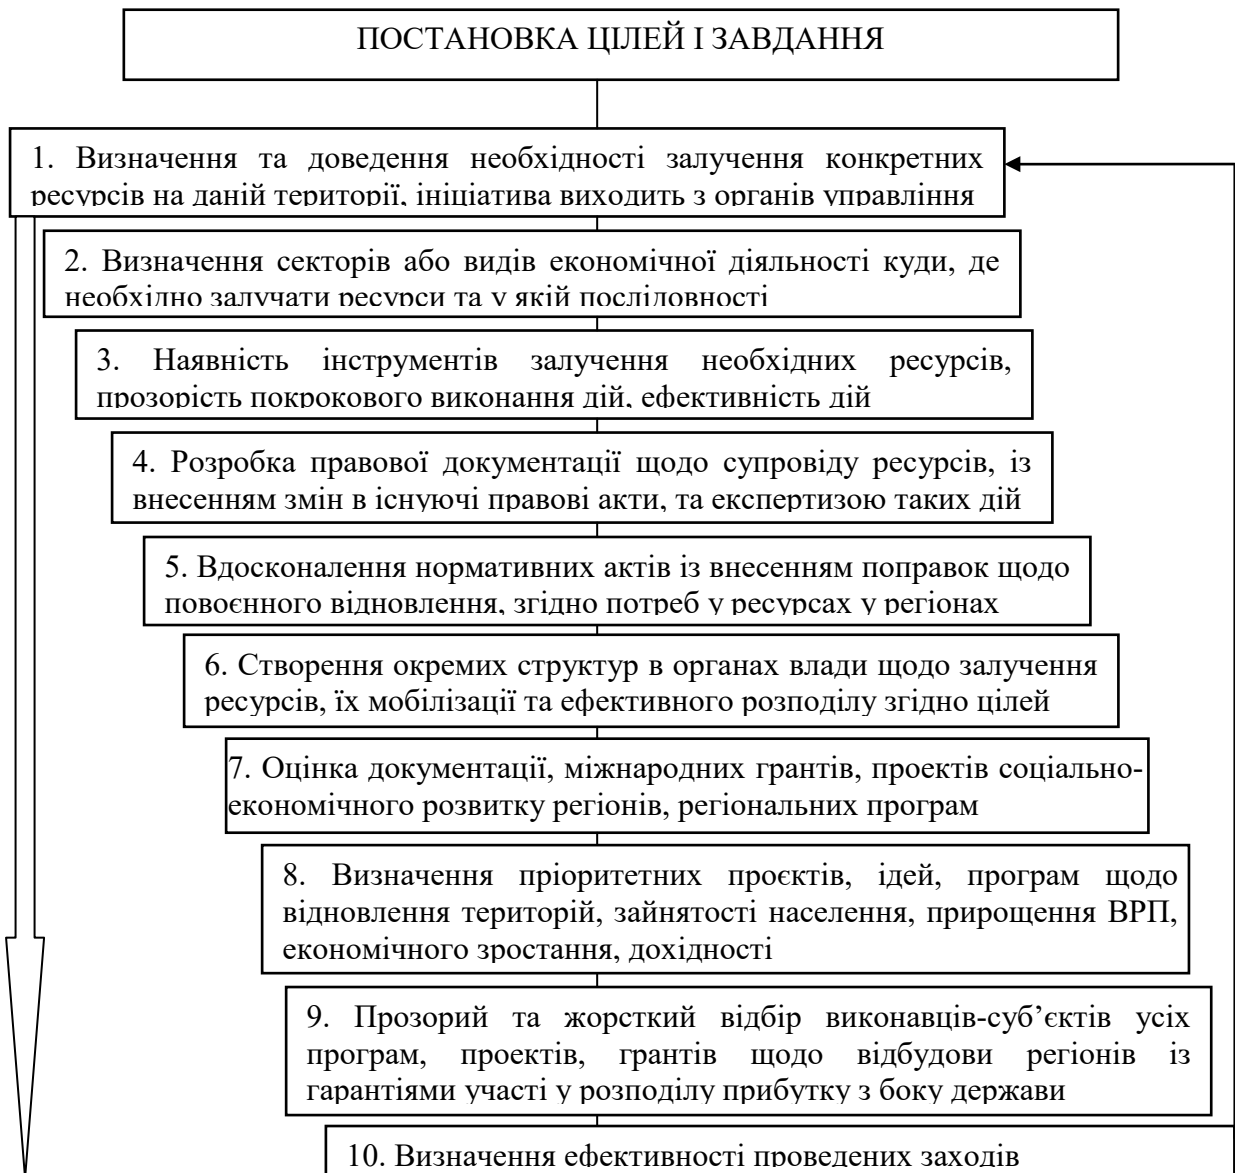 ПОСТАНОВКА ЦІЛЕЙ І ЗАВДАННЯ
1. Визначення та доведення необхідності залучення конкретних
ресурсів на даній території, ініціатива виходить з органів управління
2. Визначення секторів або видів економічної діяльності куди, де
необхідно залучати ресурси та у якій послідовності
3. Наявність інструментів залучення необхідних ресурсів,
прозорість покрокового виконання дій, ефективність дій
4. Розробка правової документації щодо супровіду ресурсів, із
внесенням змін в існуючі правові акти, та експертизою таких дій
5. Вдосконалення нормативних актів із внесенням поправок щодо
повоєнного відновлення, згідно потреб у ресурсах у регіонах
6. Створення окремих структур в органах влади щодо залучення
ресурсів, їх мобілізації та ефективного розподілу згідно цілей
7. Оцінка документації, міжнародних грантів, проектів соціально-
економічного розвитку регіонів, регіональних програм
8. Визначення пріоритетних проєктів, ідей, програм щодо
відновлення територій, зайнятості населення, прирощення ВРП,
економічного зростання, дохідності
9. Прозорий та жорсткий відбір виконавців-суб’єктів усіх
програм, проектів, грантів щодо відбудови регіонів із
гарантіями участі у розподілу прибутку з боку держави
10. Визначення ефективності проведених заходів